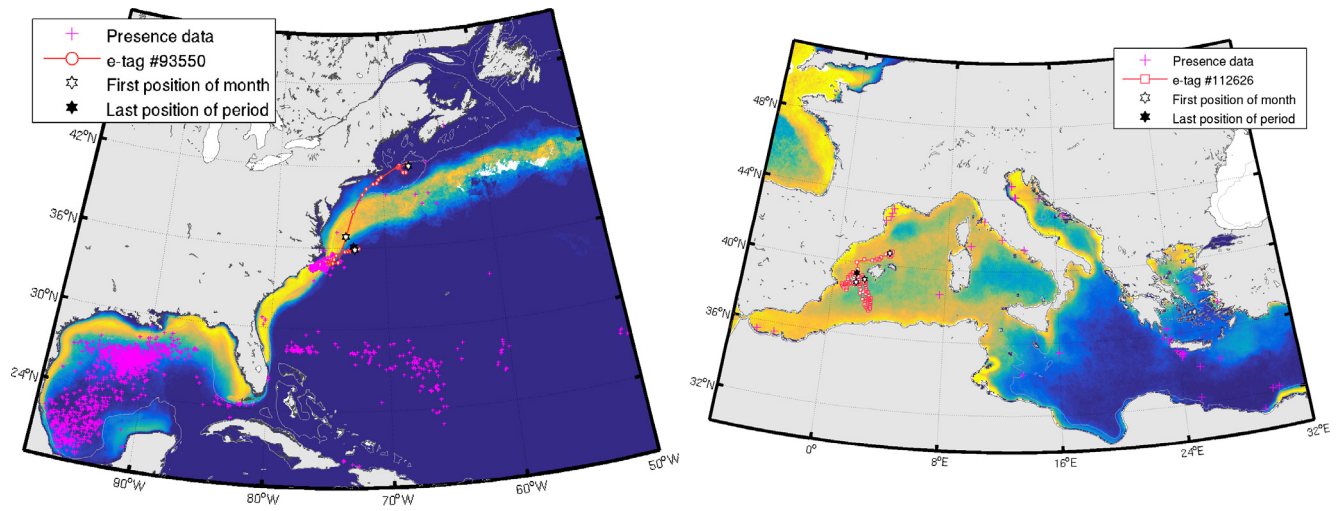 Presence data
e-tag #93550
First position of month
Last position of period
42°N
36°N
30°N
24°N
90°W
80°W
70°W
60°W
50°W
Presence data
e-tag #112626
First position of month
Last position of period
48°N
44°N
40°N
36°N
32°N
0°
8°E
16°E
24°E
32°E